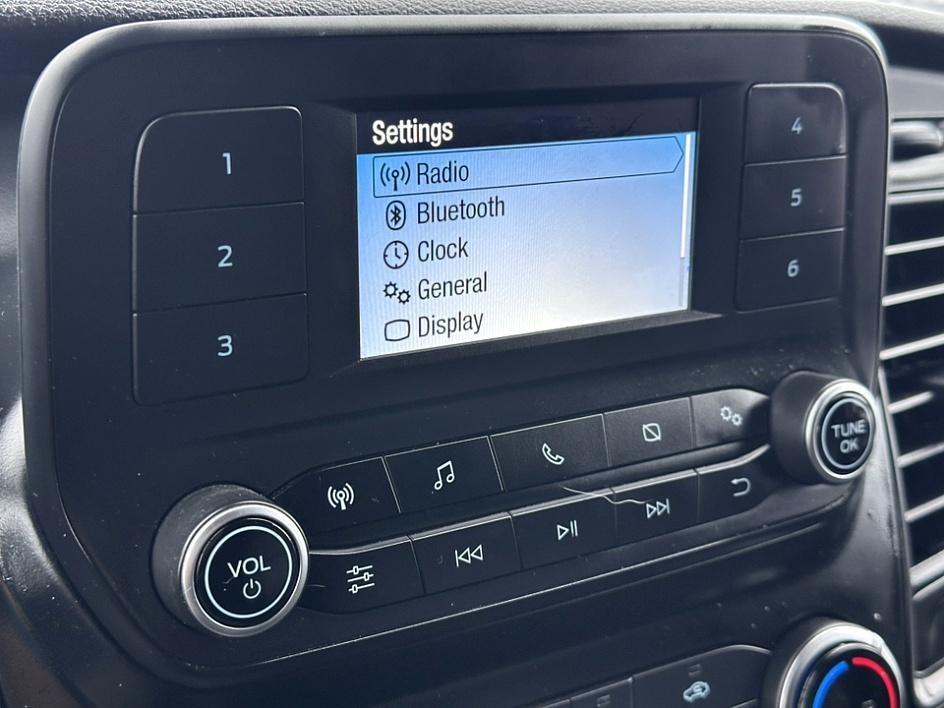 Settings
Radio
Bluetooth
Clock
General
Display
1
2
3
4
5
6
VOL
TUNE
OK